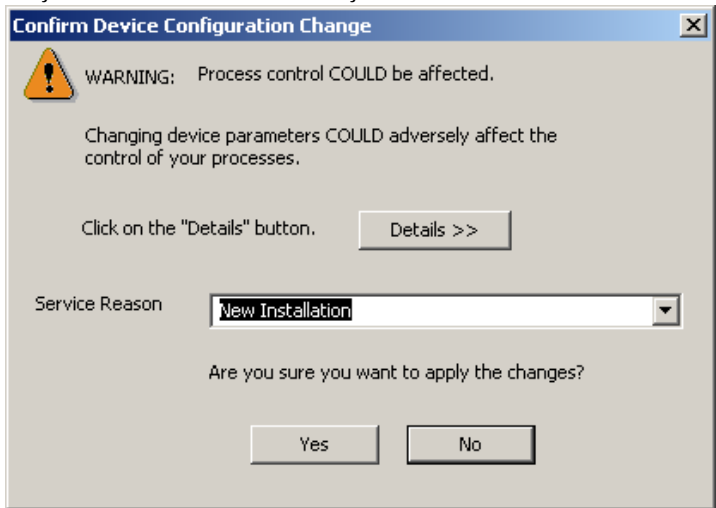 Confirm Device Configuration Change
WARNING: Process control COULD be affected.
Changing device parameters COULD adversely affect the
control of your processes.
Click on the "Details" button. Details >>
Service Reason New Installation
Are you sure you want to apply the changes?
Yes No